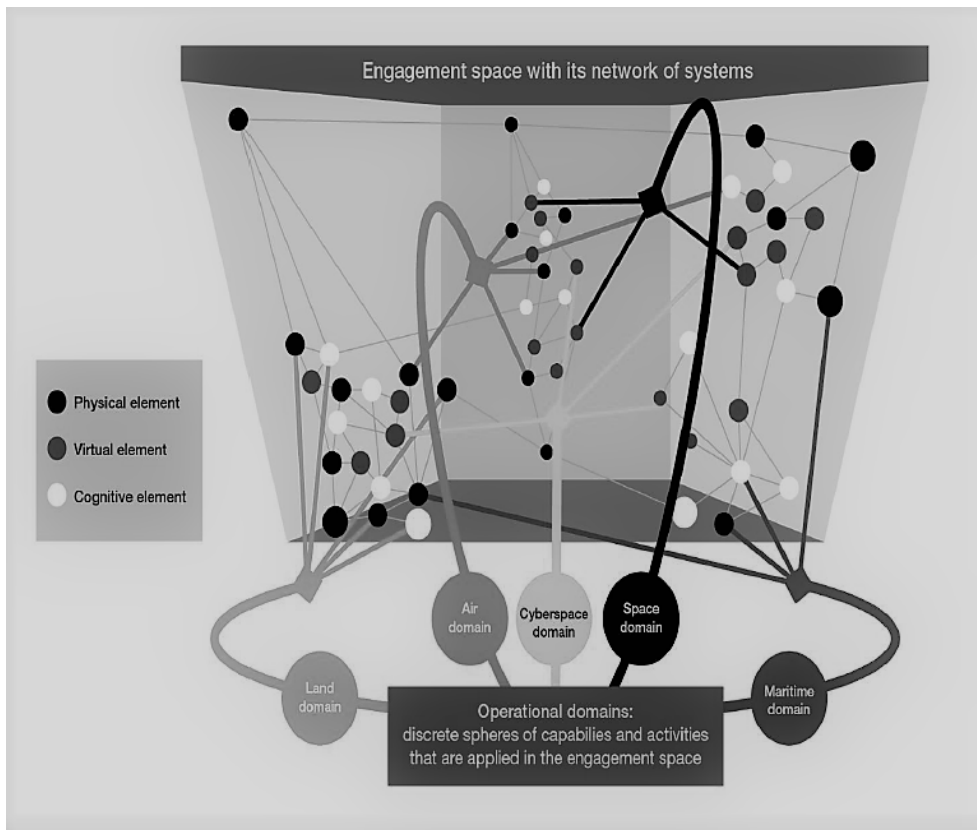 Engagement space with its network of systems
Physical element
Virtual element
Cognitive element
Air
domain
Cyberspace
domain
Space
domain
Land
domain
Maritime
domain
Operational domains:
discrete spheres of capabilies and activities
that are applied in the engagement space